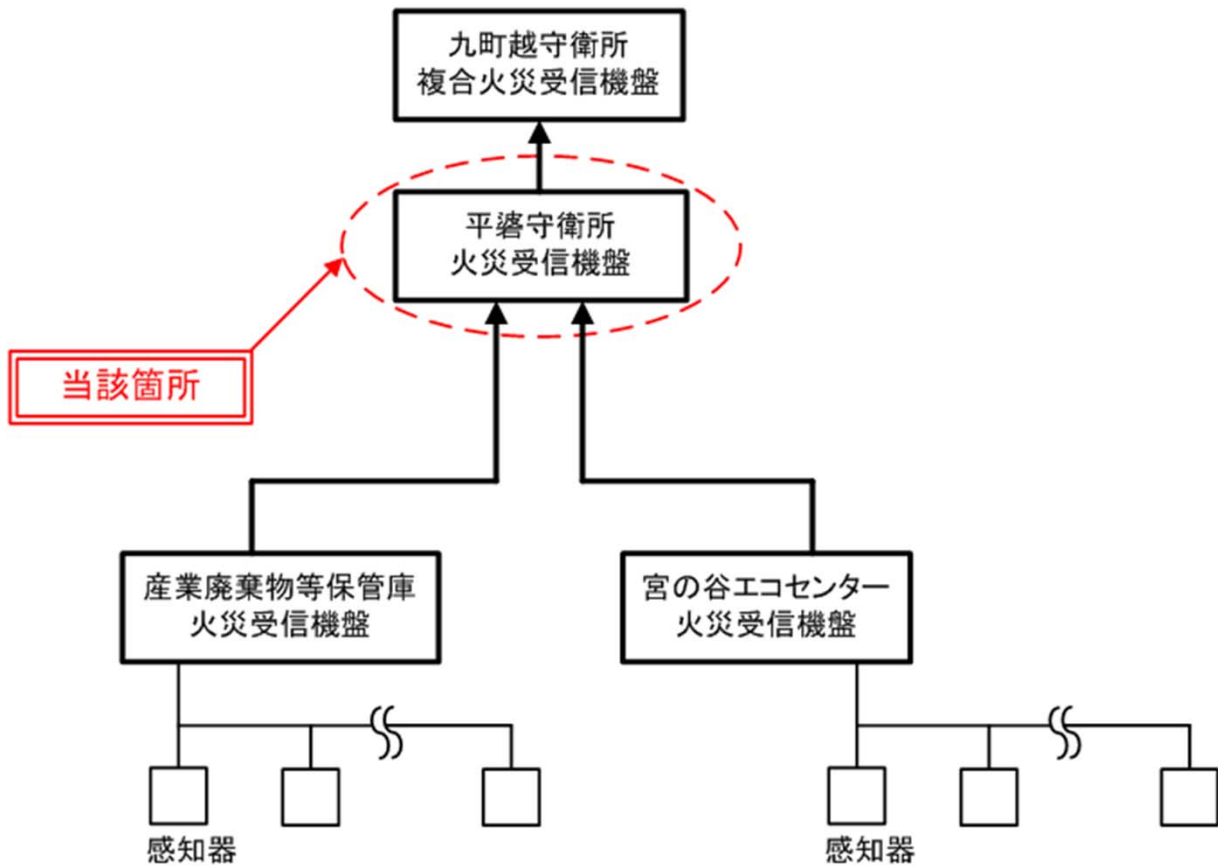 九町越守衛所
複合火災受信機盤
平碆守衛所
火災受信機盤
当該箇所
産業廃棄物等保管庫
火災受信機盤
宮の谷エコセンター
火災受信機盤
感知器
感知器